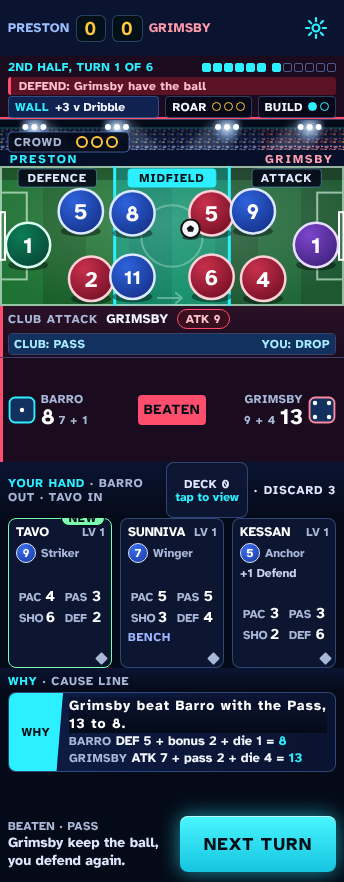 PRESTON 0 0 GRIMSBY
2ND HALF, TURN 1 OF 6
DEFEND: Grimsby have the ball
WALL +3 v Dribble
ROAR
BUILD
CROWD
PRESTON GRIMSBY
DEFENCE MIDFIELD ATTACK
5 8 5 9
1 1
2 11 6 4
CLUB ATTACK GRIMSBY ATK 9
CLUB: PASS YOU: DROP
BARRO
8 7 + 1
BEATEN
GRIMSBY
9 + 4 13
YOUR HAND · BARRO OUT · TAVO IN
DECK 0
tap to view
· DISCARD 3
NEW
TAVO LV 1
9 Striker
PAC 4 PAS 3
SHO 6 DEF 2
SUNNIVA LV 1
7 Winger
PAC 5 PAS 5
SHO 3 DEF 4
BENCH
KESSAN LV 1
5 Anchor
+1 Defend
PAC 3 PAS 3
SHO 2 DEF 6
WHY · CAUSE LINE
WHY
Grimsby beat Barro with the Pass,
13 to 8.
BARRO DEF 5 + bonus 2 + die 1 = 8
GRIMSBY ATK 7 + pass 2 + die 4 = 13
BEATEN · PASS
Grimsby keep the ball,
you defend again.
NEXT TURN